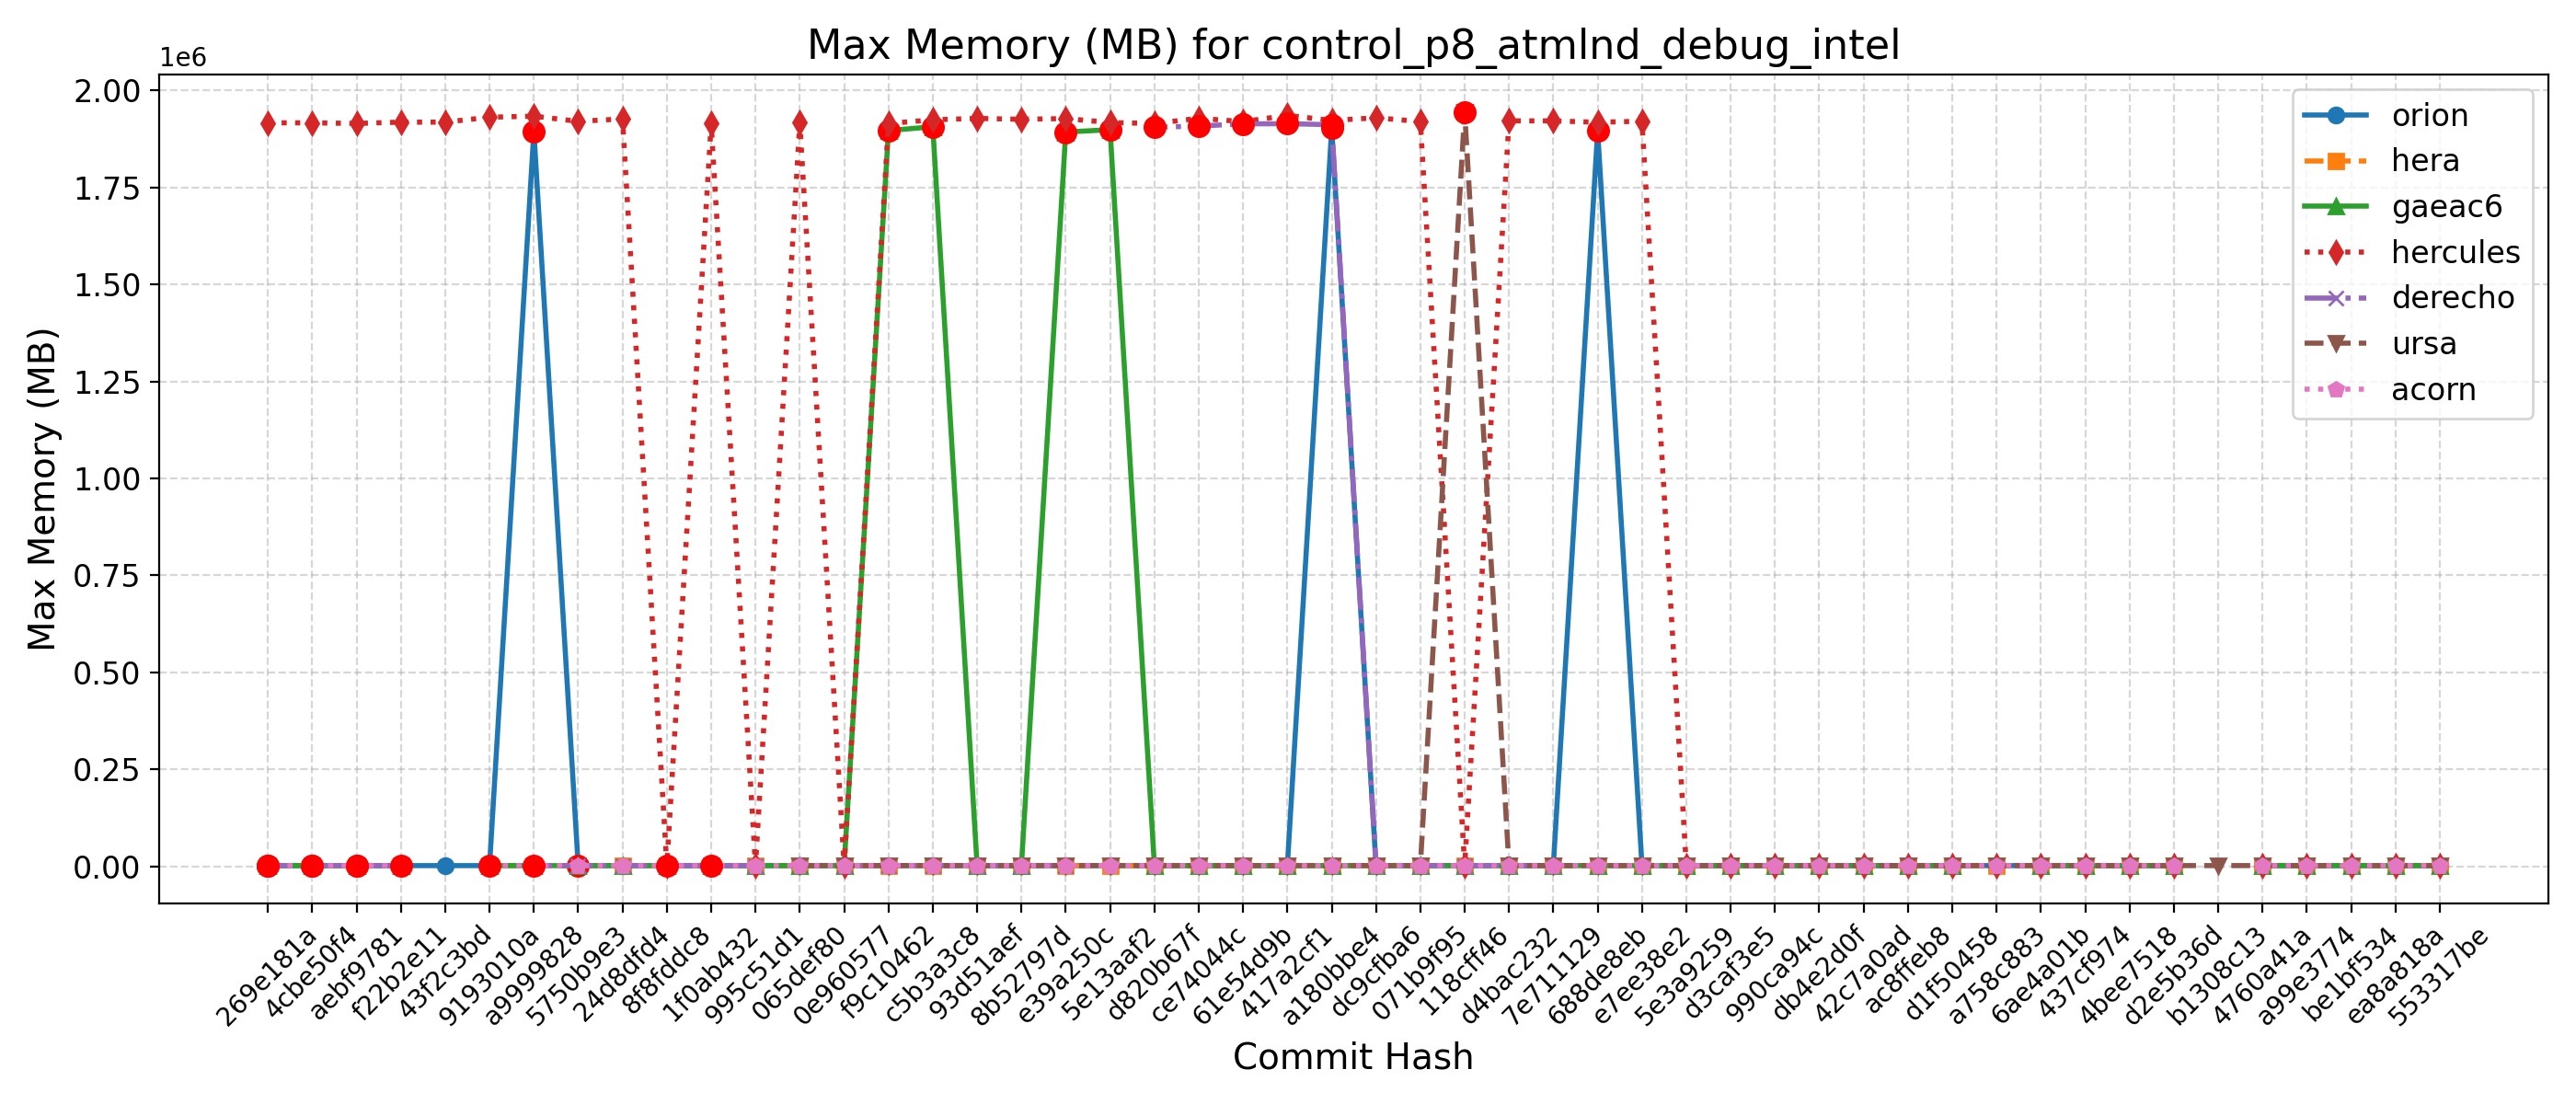 Max Memory (MB) for control_p8_atmlnd_debug_intel
1e6
2.00
1.75
1.50
1.25
1.00
0.75
0.50
0.25
0.00
Max Memory (MB)
orion
hera
gaeac6
hercules
derecho
ursa
acorn
269e181a
4cbe50f4
aebf9781
f22b2e11
43f2c3bd
9193010a
a9999828
5750b9e3
24d8dfd4
8f8fddc8
1f0ab432
995c51d1
065def80
0e960577
f9c10462
c5b3a3c8
93d51aef
8b52797d
e39a250c
5e13aaf2
d820b67f
ce74044c
61e54d9b
417a2cf1
a180bbe4
dc9cfba6
071b9f95
118cff46
d4bac232
7e711129
688de8eb
e7ee38e2
5e3a9259
d3caf3e5
990ca94c
db4e2d0f
42c7a0ad
ac8ffeb8
d1f50458
a758c883
6ae4a01b
437cf974
4bee7518
d2e5b36d
b1308c13
4760a41a
a99e3774
be1bf534
ea8a818a
553317be
Commit Hash